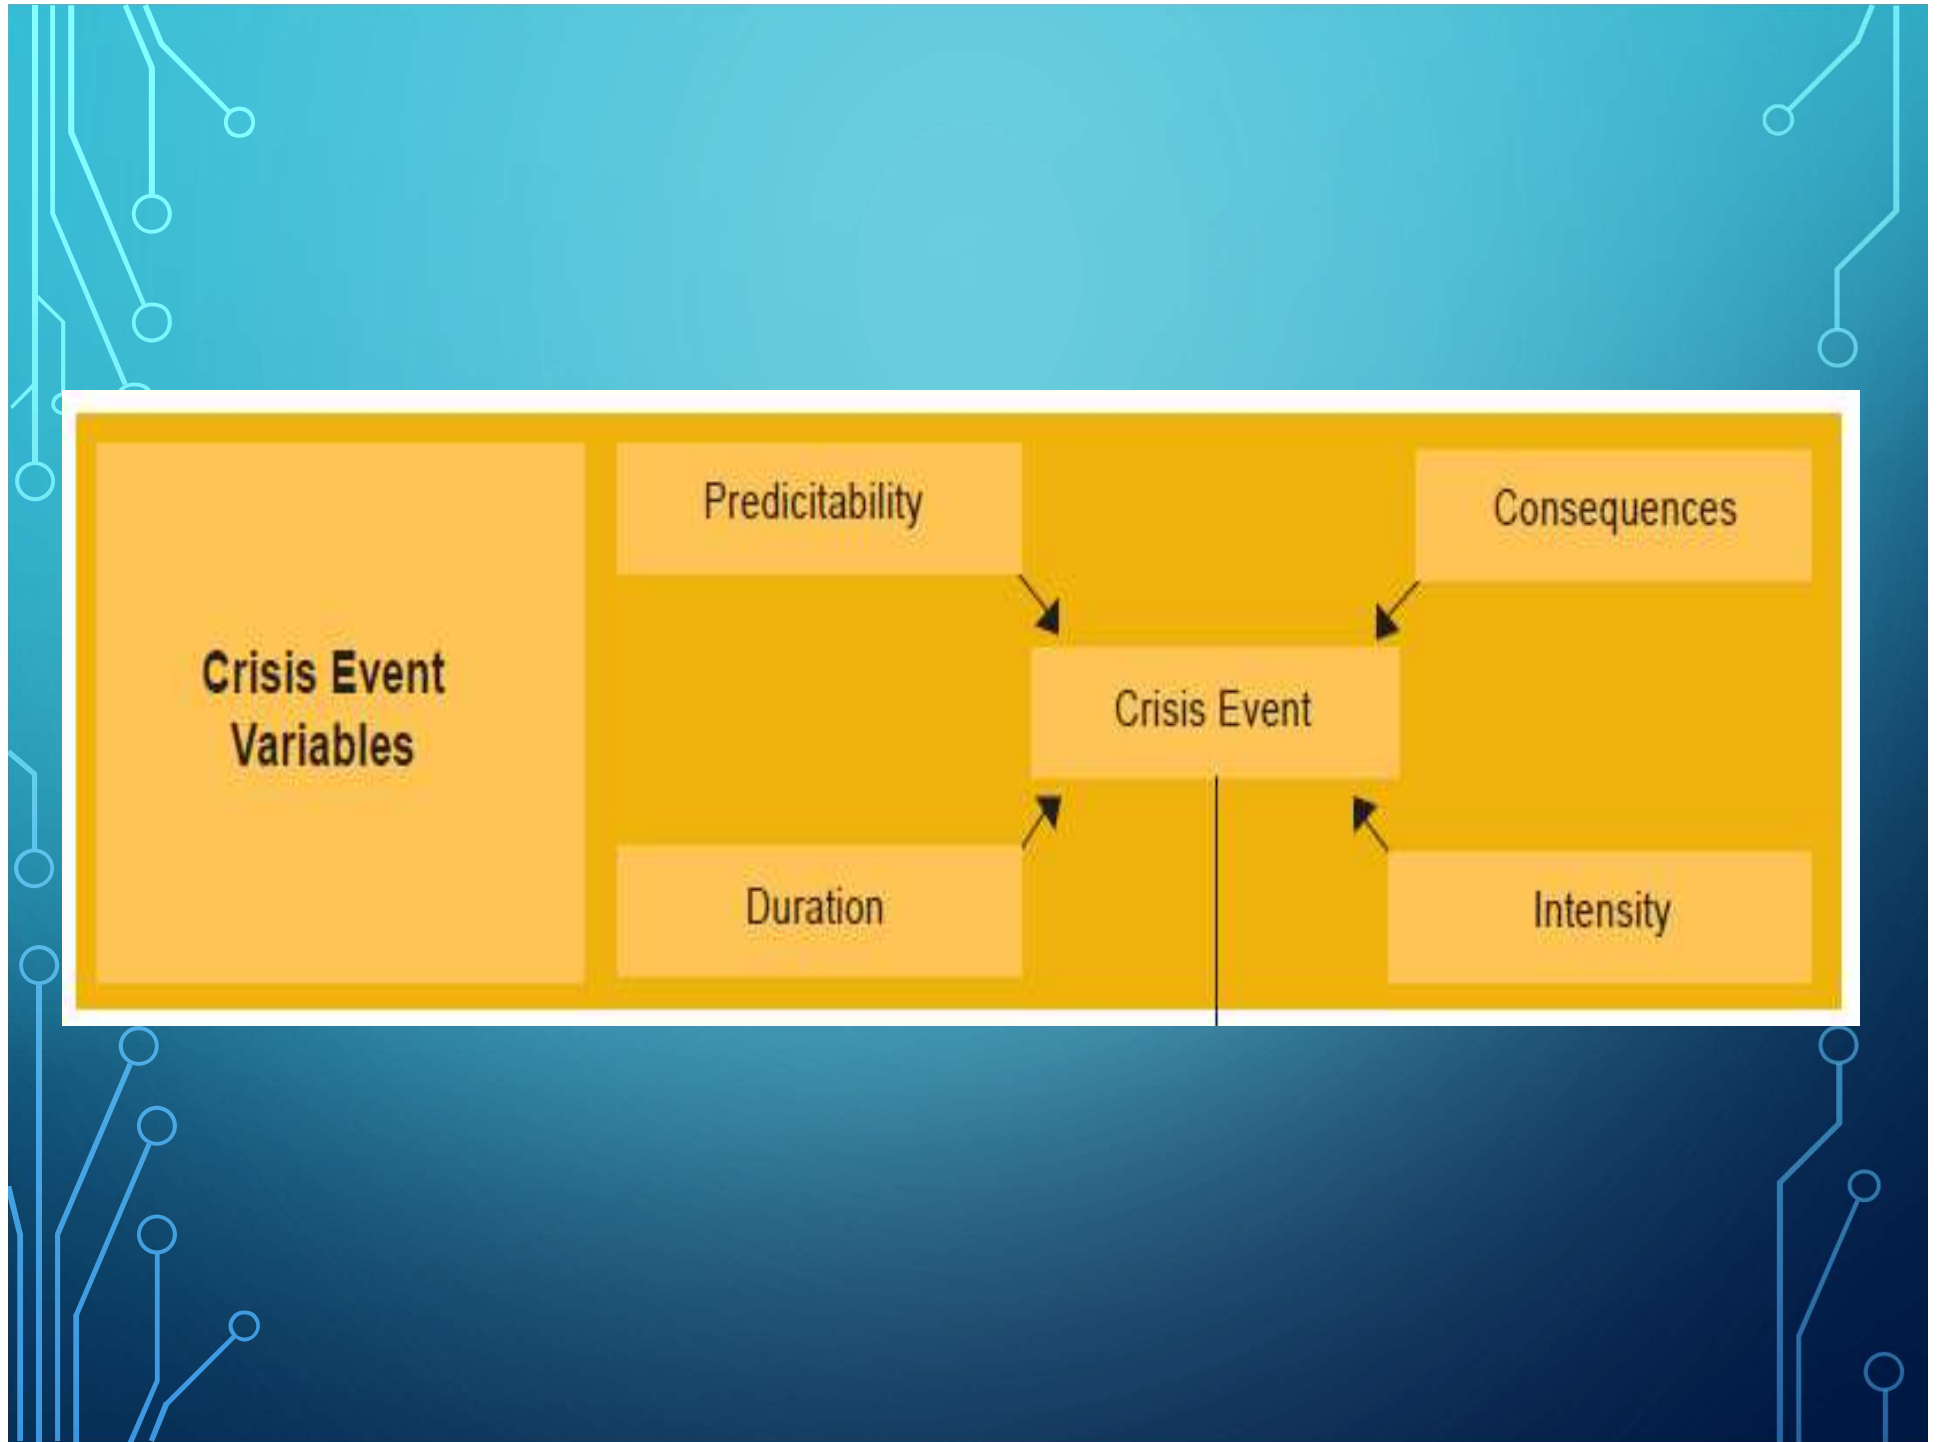 Predicitability
Consequences
Crisis Event
Variables
Crisis Event
Duration
Intensity